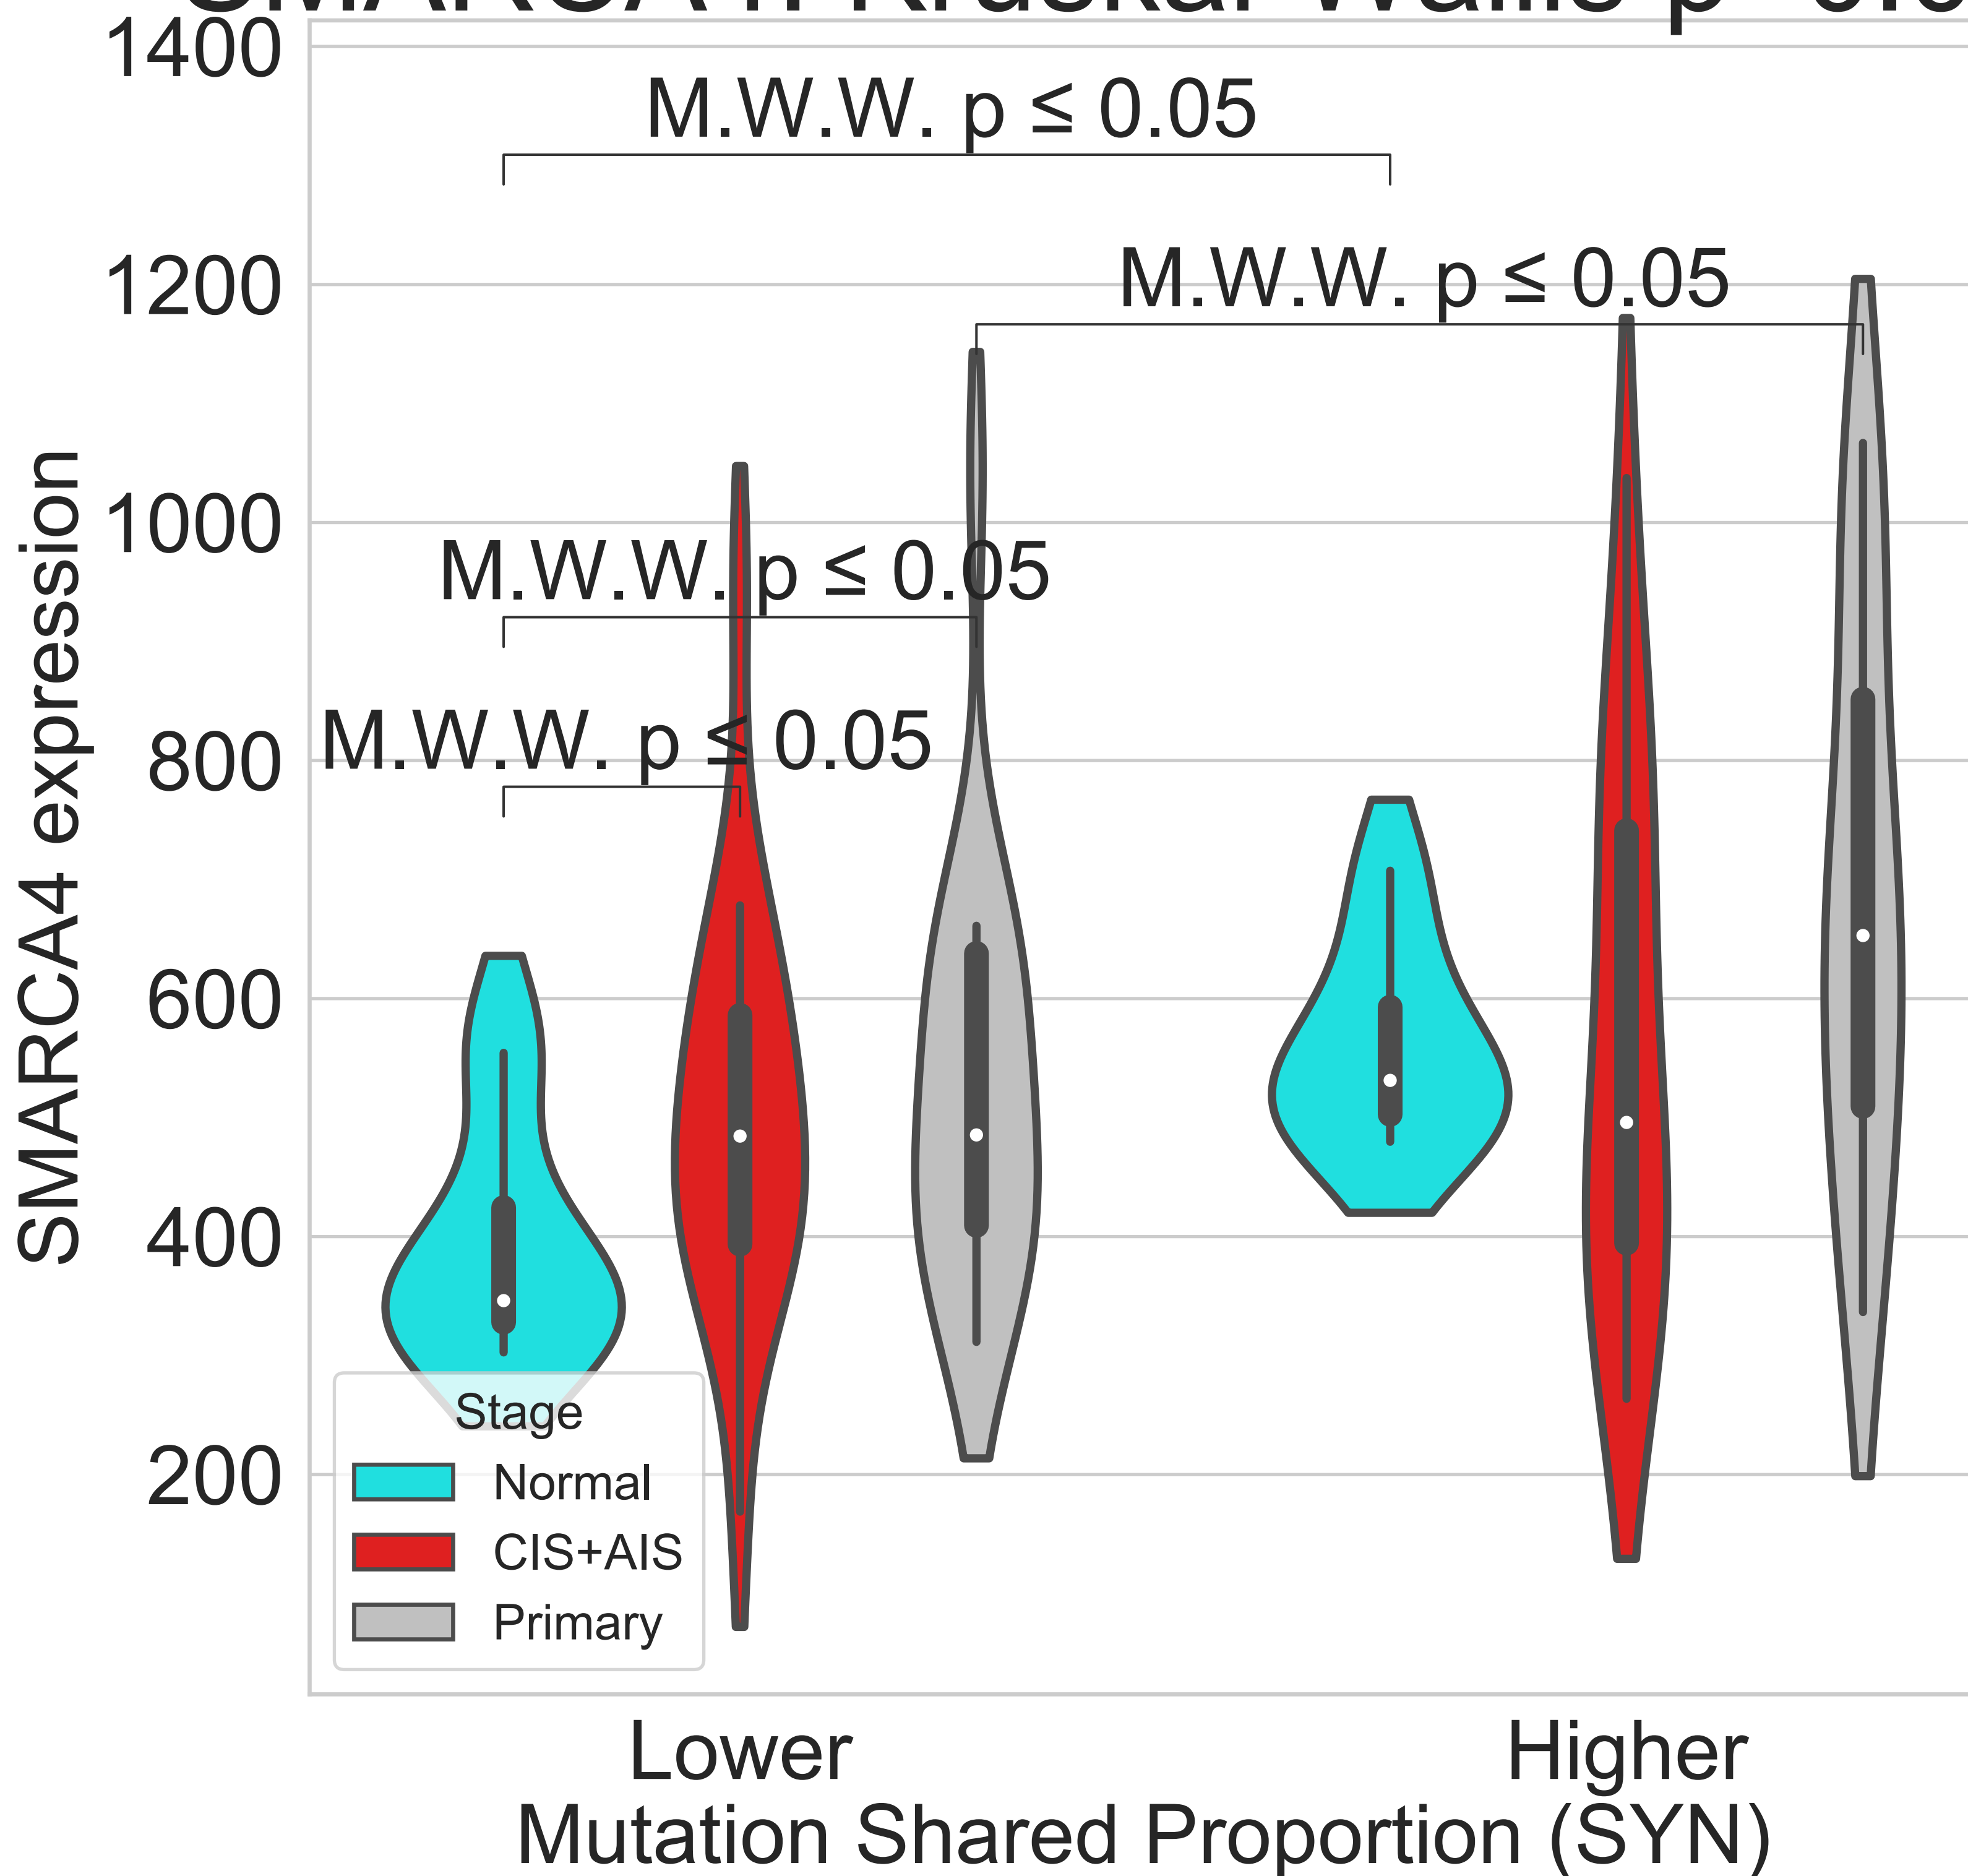 1400
M.W.W. p ≤ 0.05
1200
M.W.W. p ≤ 0.05
1000
M.W.W. p ≤ 0.05
800
M.W.W. p ≤ 0.05
600
400
200
SMARCA4 expression
Stage
Normal
CIS+AIS
Primary
Lower
Higher
Mutation Shared Proportion (SYN)